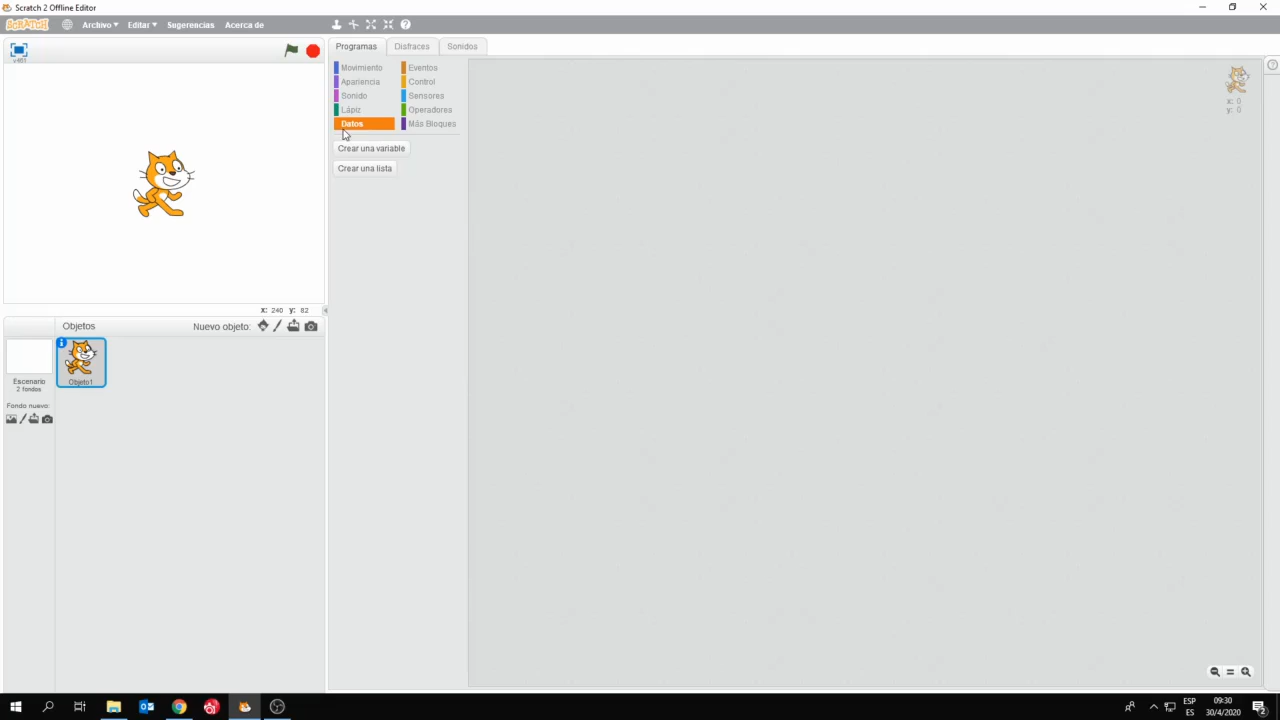 Scratch 2 Offline Editor
SCRATCH Archivo Editar Sugerencias Acerca de
v461
Programas Disfraces Sonidos
Movimiento Eventos
Apariencia Control
Sonido Sensores
Lápiz Operadores
Datos Más Bloques
Crear una variable
Crear una lista
x: 0
y: 0
x: 240 y: 82
Objetos Nuevo objeto:
Objeto1
Escenario
2 fondos
Fondo nuevo:
ESP
ES
09:30
30/4/2020
2